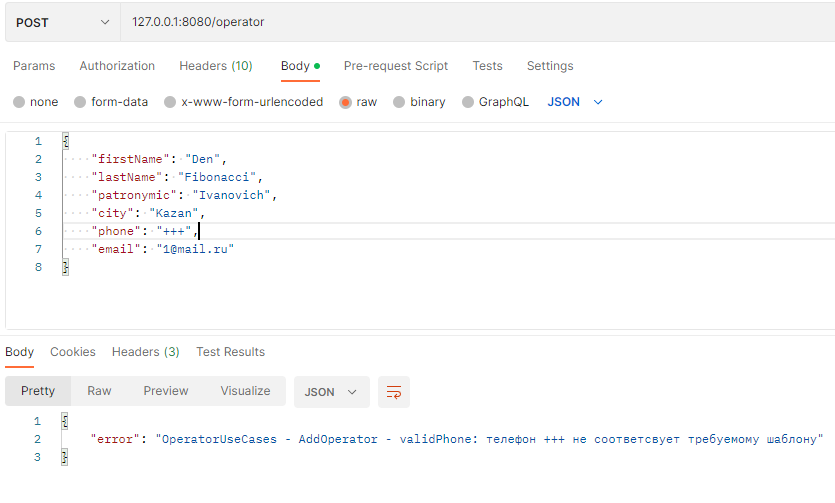 POST 127.0.0.1:8080/operator
Params Authorization Headers (10) Body Pre-request Script Tests Settings
none form-data x-www-form-urlencoded raw binary GraphQL JSON
1 {
2 "firstName": "Den",
3 "lastName": "Fibonacci",
4 "patronymic": "Ivanovich",
5 "city": "Kazan",
6 "phone": "+++",
7 "email": "1@mail.ru"
8 }
Body Cookies Headers (3) Test Results
Pretty Raw Preview Visualize JSON
1 {
2 "error": "OperatorUseCases - AddOperator - validPhone: телефон +++ не соответсвует требуемому шаблону"
3 }